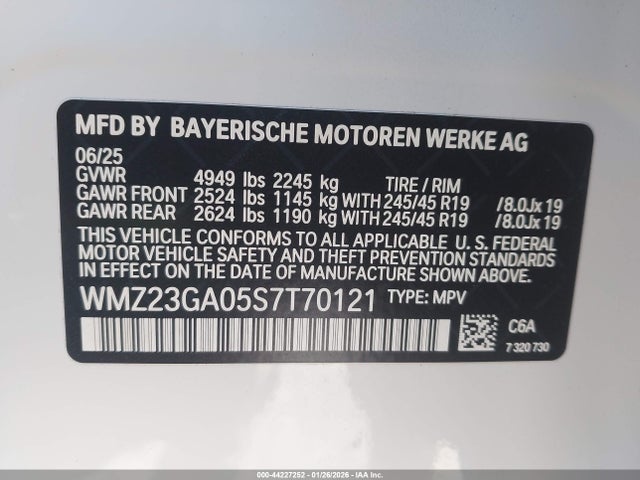 MFD BY BAYERISCHE MOTOREN WERKE AG
06/25
GVWR 4949 lbs 2245 kg TIRE / RIM
GAWR FRONT 2524 lbs 1145 kg WITH 245/45 R19 /8.0Jx19
GAWR REAR 2624 lbs 1190 kg WITH 245/45 R19 /8.0Jx19
THIS VEHICLE CONFORMS TO ALL APPLICABLE U. S. FEDERAL
MOTOR VEHICLE SAFETY AND THEFT PREVENTION STANDARDS
IN EFFECT ON THE DATE OF MANUFACTURE SHOWN ABOVE.
WMZ23GA05S7T70121 TYPE: MPV
C6A
7 320 730
000-44227252 - 01/26/2026 - IAA Inc.